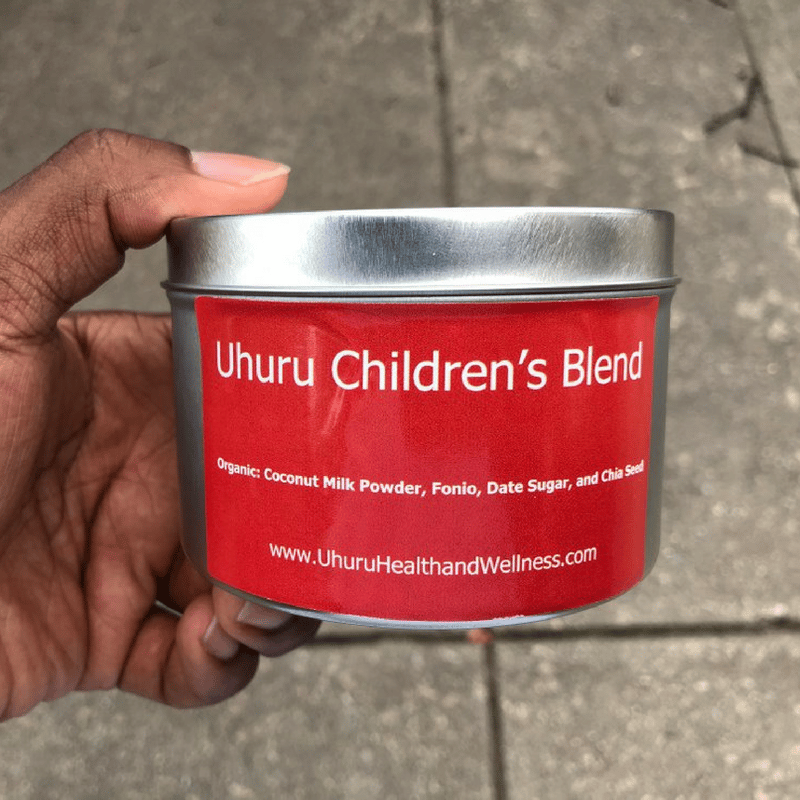 Uhuru Children's Blend
Organic: Coconut Milk Powder, Fonio, Date Sugar, and Chia Seed
www.UhuruHealthandWellness.com